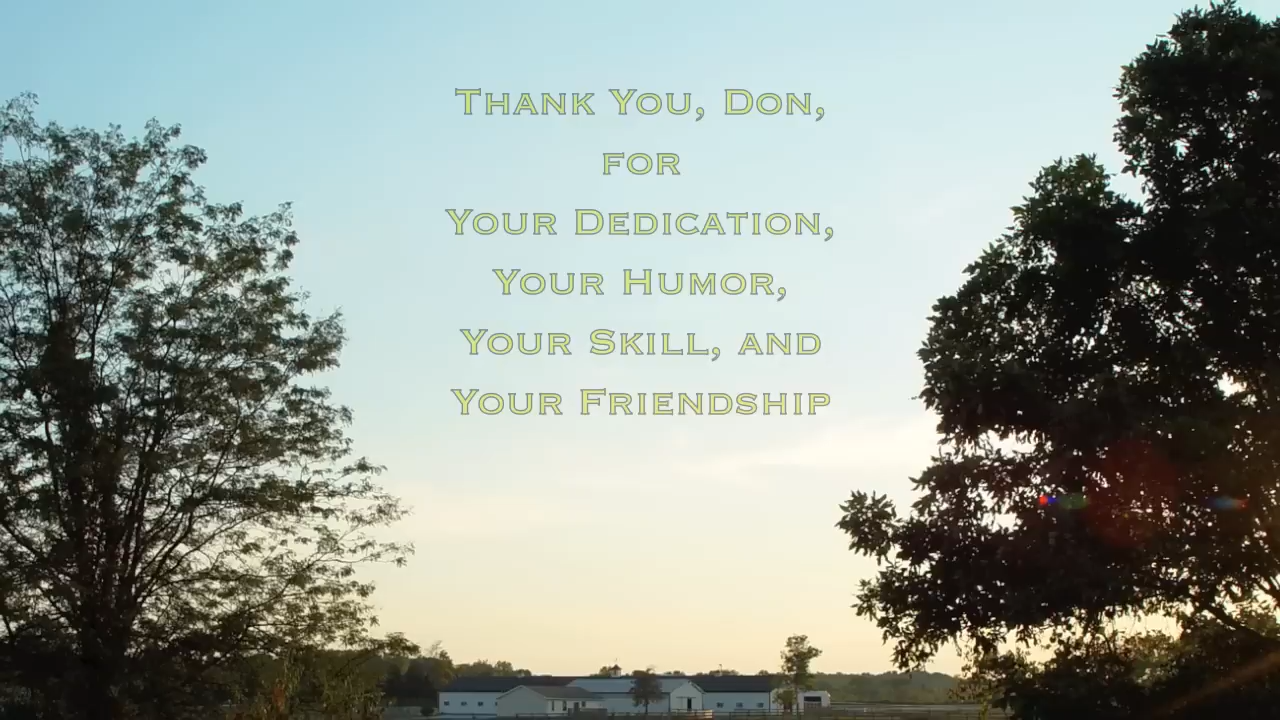 Thank You, Don,
for
Your Dedication,
Your Humor,
Your Skill, and
Your Friendship